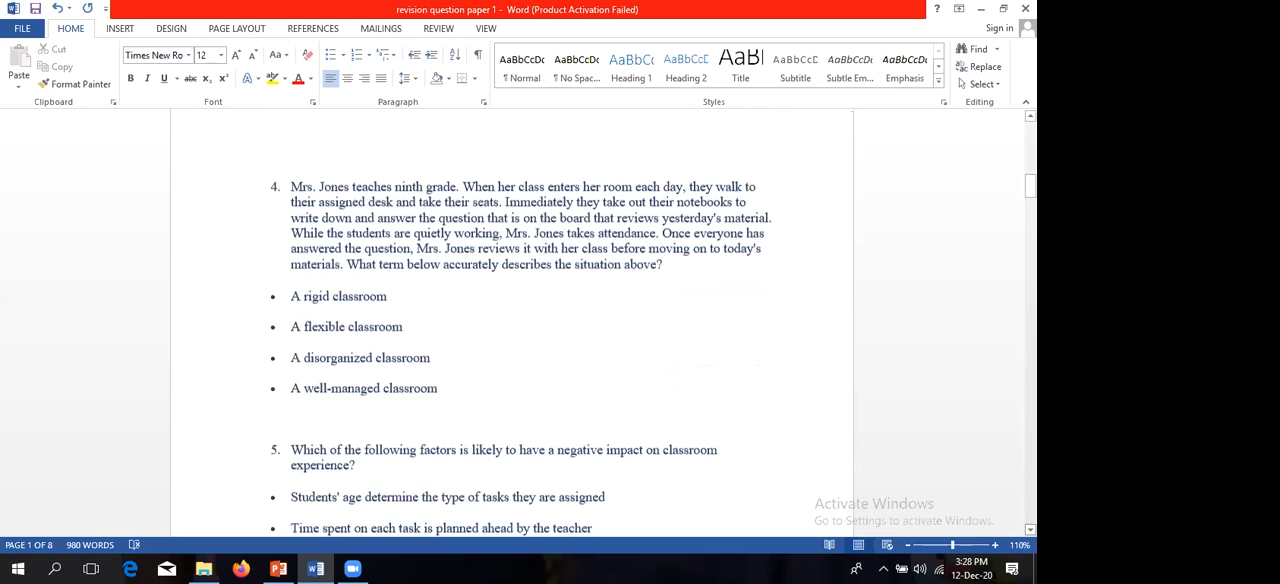 revision question paper 1 - Word (Product Activation Failed)
?
FILE HOME INSERT DESIGN PAGE LAYOUT REFERENCES MAILINGS REVIEW VIEW Sign in
Paste
Cut
Copy
Format Painter
Clipboard
Times New Ro 12
Font
Paragraph
AaBbCcDc AaBbCcDc AaBbCc AaBbCcD AaBl AaBbCcD AaBbCcDc AaBbCcDc
¶ Normal ¶ No Spac... Heading 1 Heading 2 Title Subtitle Subtle Em... Emphasis
Styles
Find
Replace
Select
Editing
4. Mrs. Jones teaches ninth grade. When her class enters her room each day, they walk to
their assigned desk and take their seats. Immediately they take out their notebooks to
write down and answer the question that is on the board that reviews yesterday's material.
While the students are quietly working, Mrs. Jones takes attendance. Once everyone has
answered the question, Mrs. Jones reviews it with her class before moving on to today's
materials. What term below accurately describes the situation above?
• A rigid classroom
• A flexible classroom
• A disorganized classroom
• A well-managed classroom
5. Which of the following factors is likely to have a negative impact on classroom
experience?
• Students' age determine the type of tasks they are assigned
• Time spent on each task is planned ahead by the teacher
Activate Windows
Go to Settings to activate Windows.
PAGE 1 OF 8 980 WORDS 110%
3:28 PM
12-Dec-20